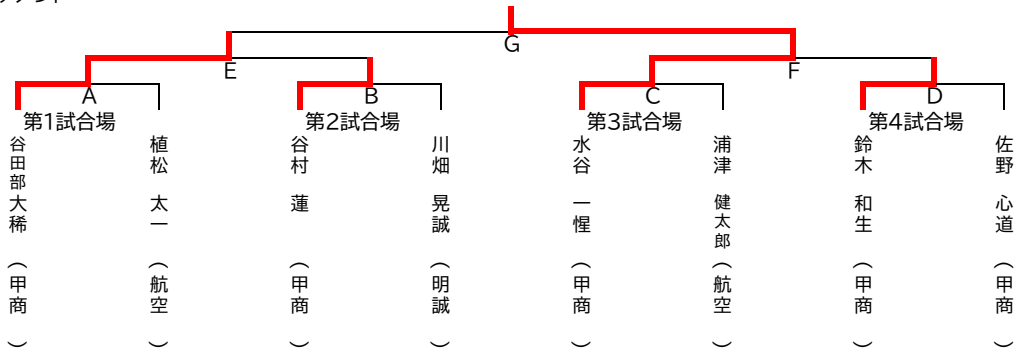 G
E
F
A
B
C
D
第1試合場
第2試合場
第3試合場
第4試合場
谷田部 大稀 (甲商)
植松 太一 (航空)
谷村 蓮 (甲商)
川畑 晃誠 (明誠)
水谷 一惺 (甲商)
浦津 健太郎 (航空)
鈴木 和生 (甲商)
佐野 心道 (甲商)